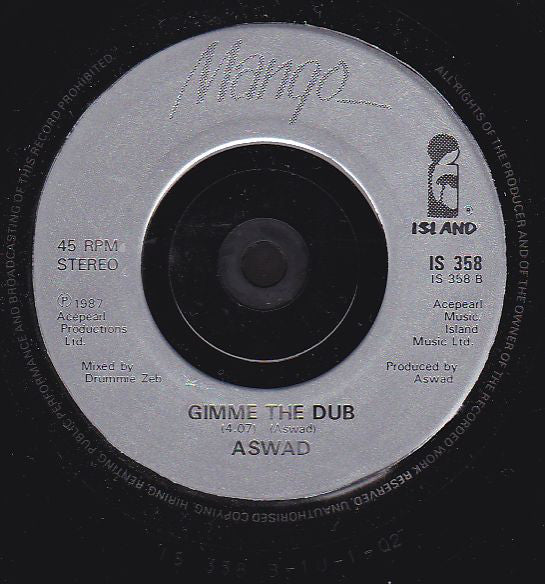 Mango
ISLAND
45 RPM
STEREO
IS 358
IS 358 B
Ⓟ 1987
Acepearl
Productions
Ltd.
Acepearl
Music.
Island
Music Ltd.
Mixed by
Drummie Zeb
Produced by
Aswad
GIMME THE DUB
(4.07) (Aswad)
ASWAD
ALL RIGHTS OF THE PRODUCER AND OF THE OWNER OF THE RECORDED WORK RESERVED. UNAUTHORISED COPYING, HIRING, RENTING, PUBLIC PERFORMANCE AND BROADCASTING OF THIS RECORD PROHIBITED.